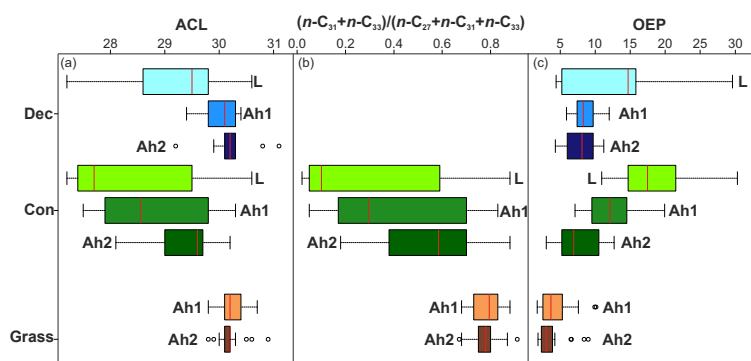 ACL (n-C31+n-C33)/(n-C27+n-C31+n-C33) OEP
28 29 30 31 0.0 0.2 0.4 0.6 0.8 5 10 15 20 30
(a) (b) (c)
L
Dec Ah1 Ah1
Ah2 Ah2
L L
Con Ah1 Ah1 Ah1
Ah2 Ah2 Ah2
Ah1 Ah1 Ah1
Grass Ah2 Ah2 Ah2